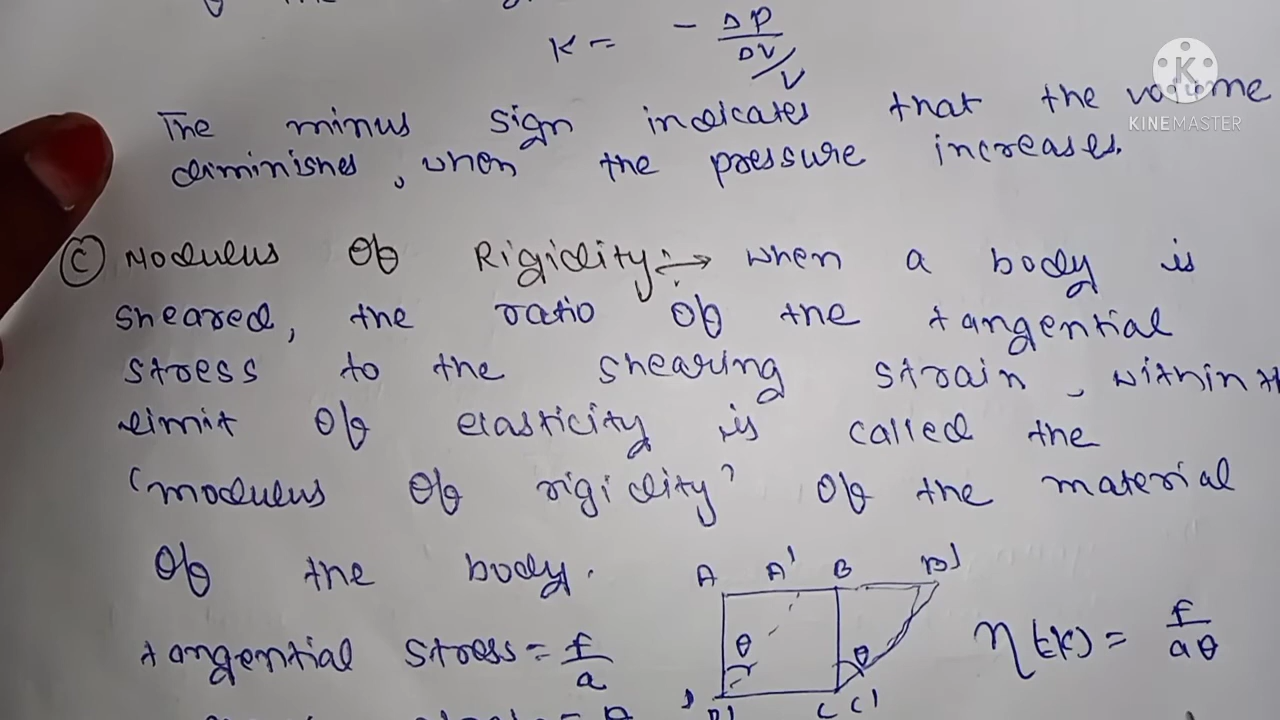 K = - ΔP
ΔV/V
KINEMASTER
The minus sign indicates that the volume
diminishes, when the pressure increases.
(C) Modulus of Rigidity :→ when a body is
sheared, the ratio of the tangential
stress to the shearing strain, within
limit of elasticity is called the
'modulus of rigidity' of the material
of the body.
A A' B B'
tangential stress = F/a
θ θ
η = F/aθ
C C'